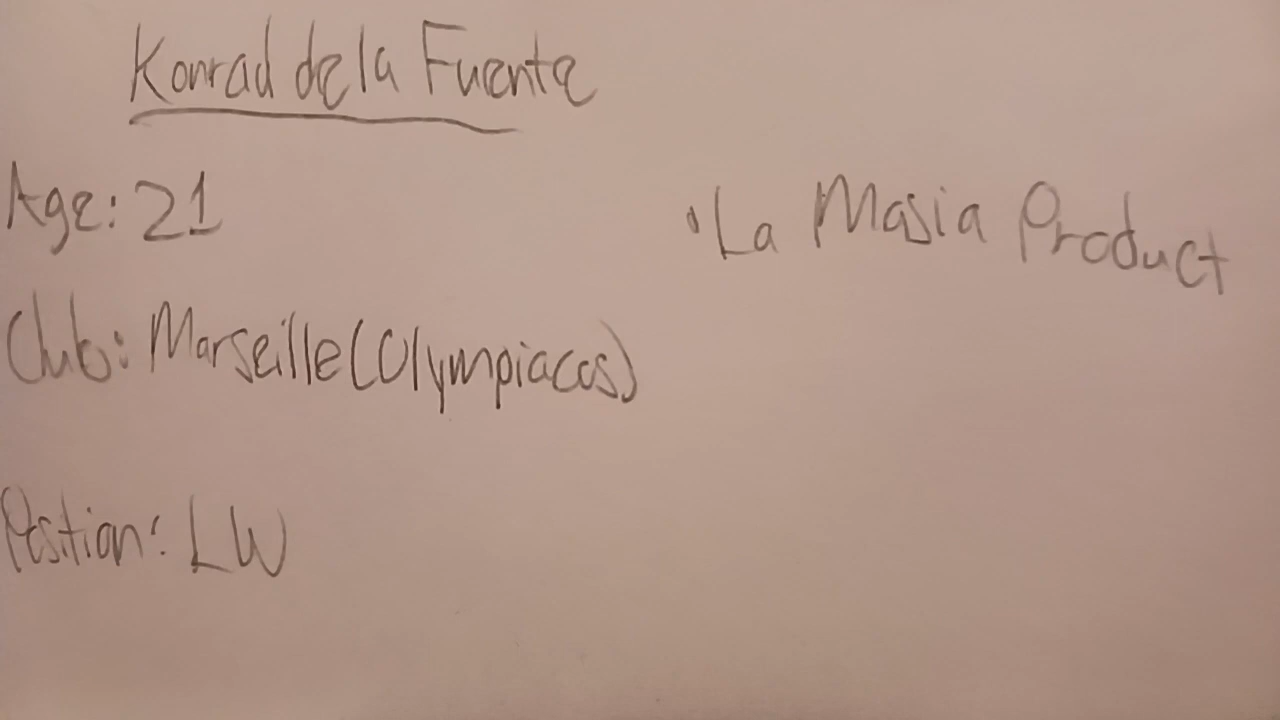 Konrad de la Fuente
Age: 21
• La Masia Product
Club: Marseille (Olympiacos)
Position: LW